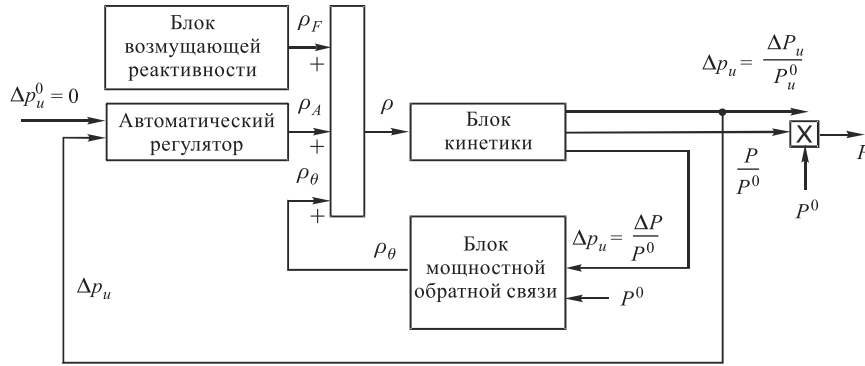 Блок
возмущающей
реактивности
ρ_F
+
Δp_u^0 = 0
Автоматический
регулятор
ρ_A
+
ρ_θ
+
ρ
Блок
кинетики
Δp_u = ΔP_u / P_u^0
X
P / P^0
P^0
Δp_u = ΔP / P^0
Блок
мощностной
обратной связи
P^0
ρ_θ
Δp_u